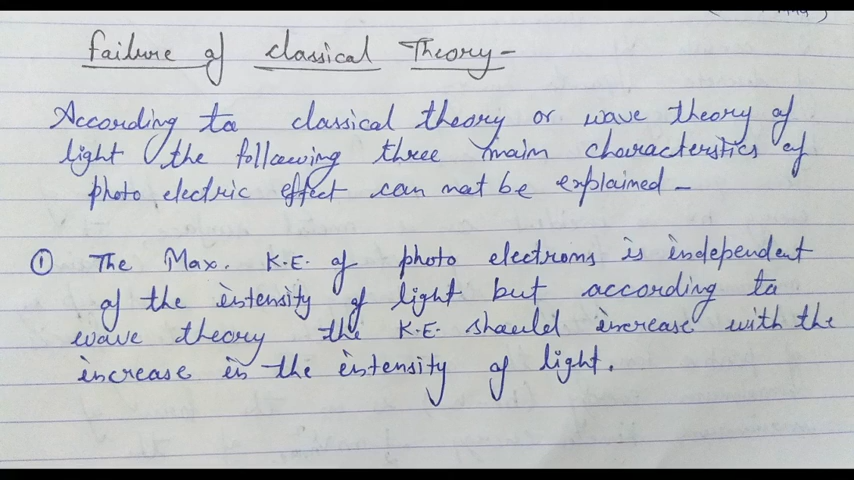 Failure of classical Theory-
According to classical theory or wave theory of
light the following three main characterstics of
photo electric effect can not be explained -
① The Max. K.E. of photo electrons is independent
of the intensity of light but according to
wave theory the K.E. should increase with the
increase in the intensity of light.